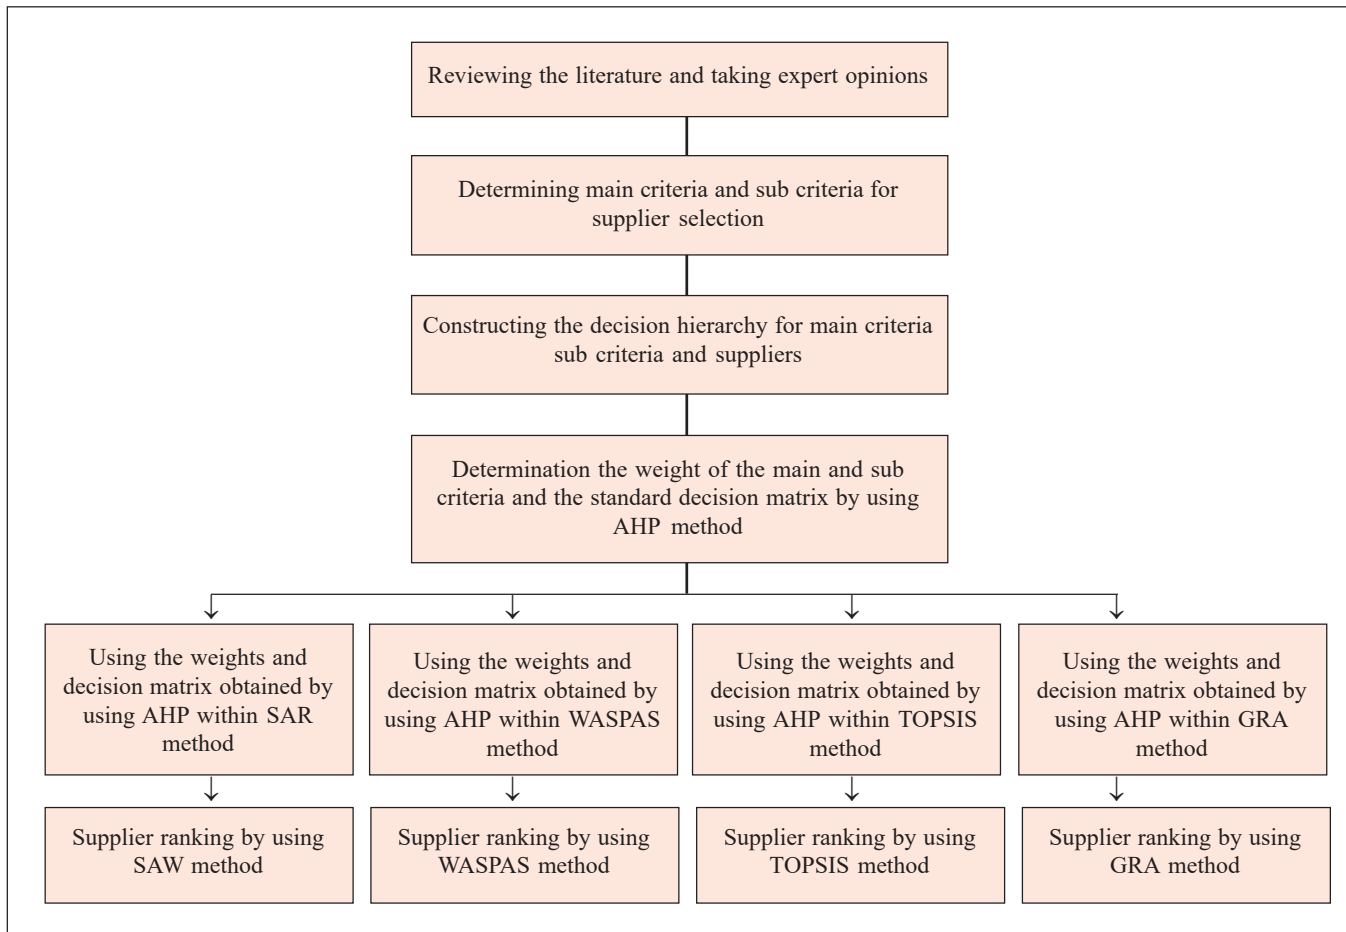 Reviewing the literature and taking expert opinions
Determining main criteria and sub criteria for
supplier selection
Constructing the decision hierarchy for main criteria
sub criteria and suppliers
Determination the weight of the main and sub
criteria and the standard decision matrix by using
AHP method
Using the weights and
decision matrix obtained by
using AHP within SAR
method
Using the weights and
decision matrix obtained by
using AHP within WASPAS
method
Using the weights and
decision matrix obtained by
using AHP within TOPSIS
method
Using the weights and
decision matrix obtained by
using AHP within GRA
method
Supplier ranking by using
SAW method
Supplier ranking by using
WASPAS method
Supplier ranking by using
TOPSIS method
Supplier ranking by using
GRA method